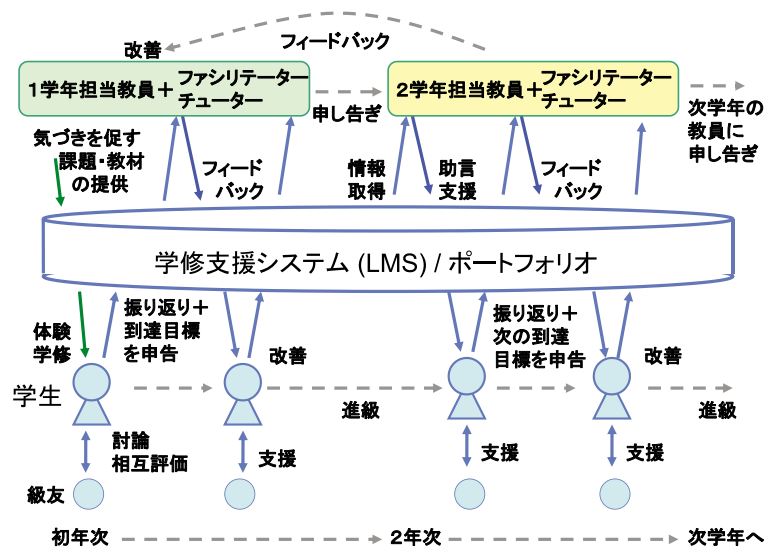 フィードバック
改善
1学年担当教員＋ファシリテーター
チューター
申し告ぎ
2学年担当教員＋ファシリテーター
チューター
次学年の
教員に
申し告ぎ
気づきを促す
課題・教材
の提供
フィード
バック
情報
取得
助言
支援
フィード
バック
学修支援システム (LMS) / ポートフォリオ
体験
学修
振り返り＋
到達目標
を申告
改善
振り返り＋
次の到達
目標を申告
改善
学生
進級
進級
討論
相互評価
支援
支援
支援
級友
初年次
2年次
次学年へ